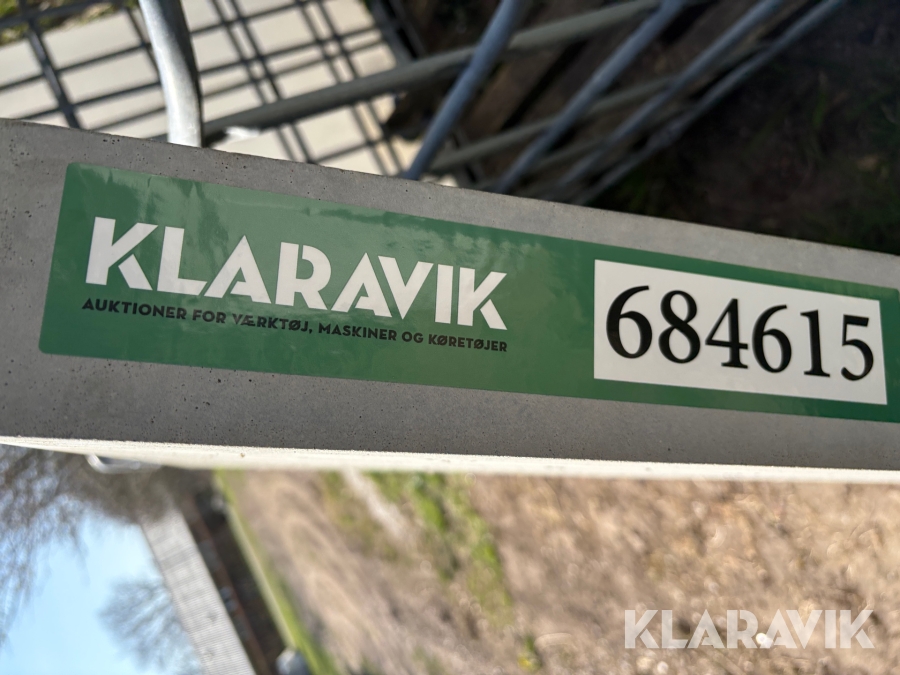 KLARAVIK
AUKTIONER FOR VÆRKTØJ, MASKINER OG KØRETØJER
684615
KLARAVIK